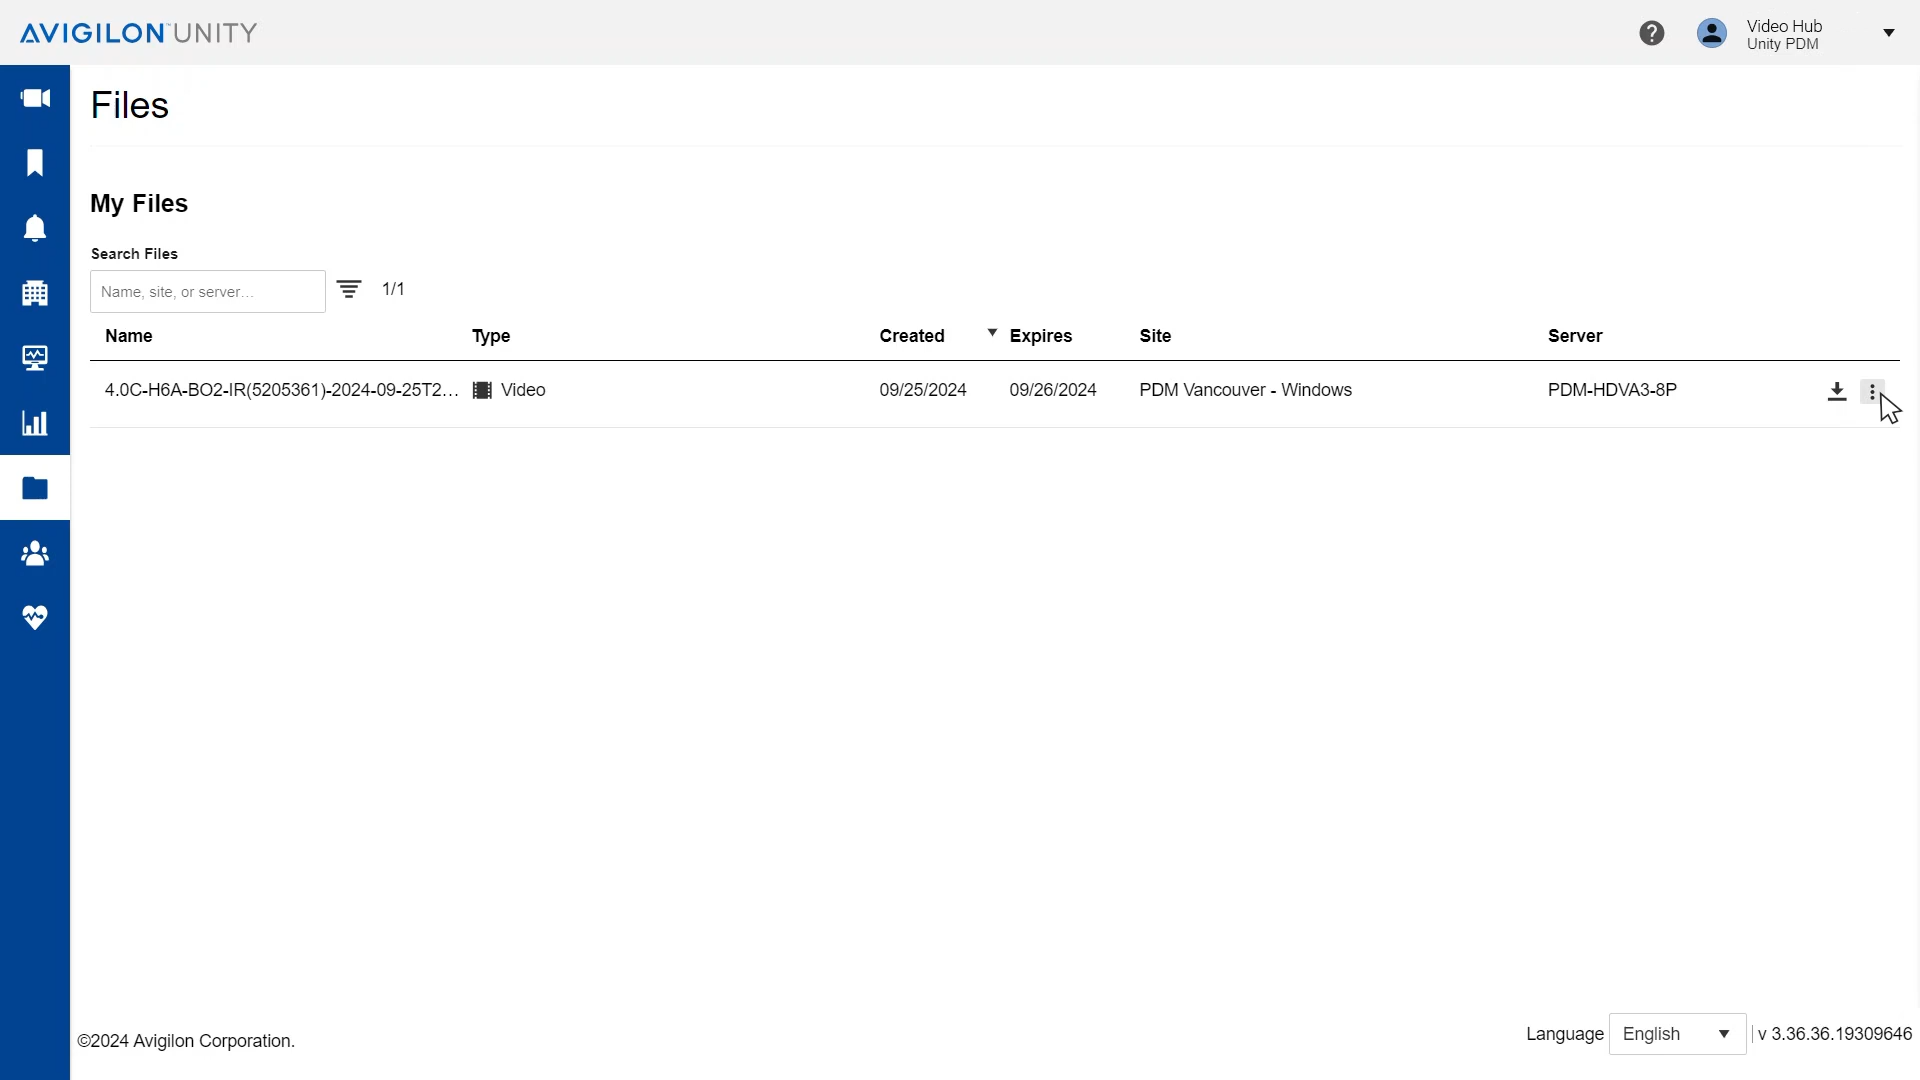 AVIGILON™UNITY
Video Hub
Unity PDM
Files
My Files
Search Files
Name, site, or server...
1/1
Name Type Created Expires Site Server
4.0C-H6A-BO2-IR(5205361)-2024-09-25T2... Video 09/25/2024 09/26/2024 PDM Vancouver - Windows PDM-HDVA3-8P
©2024 Avigilon Corporation.
Language English | v 3.36.36.19309646